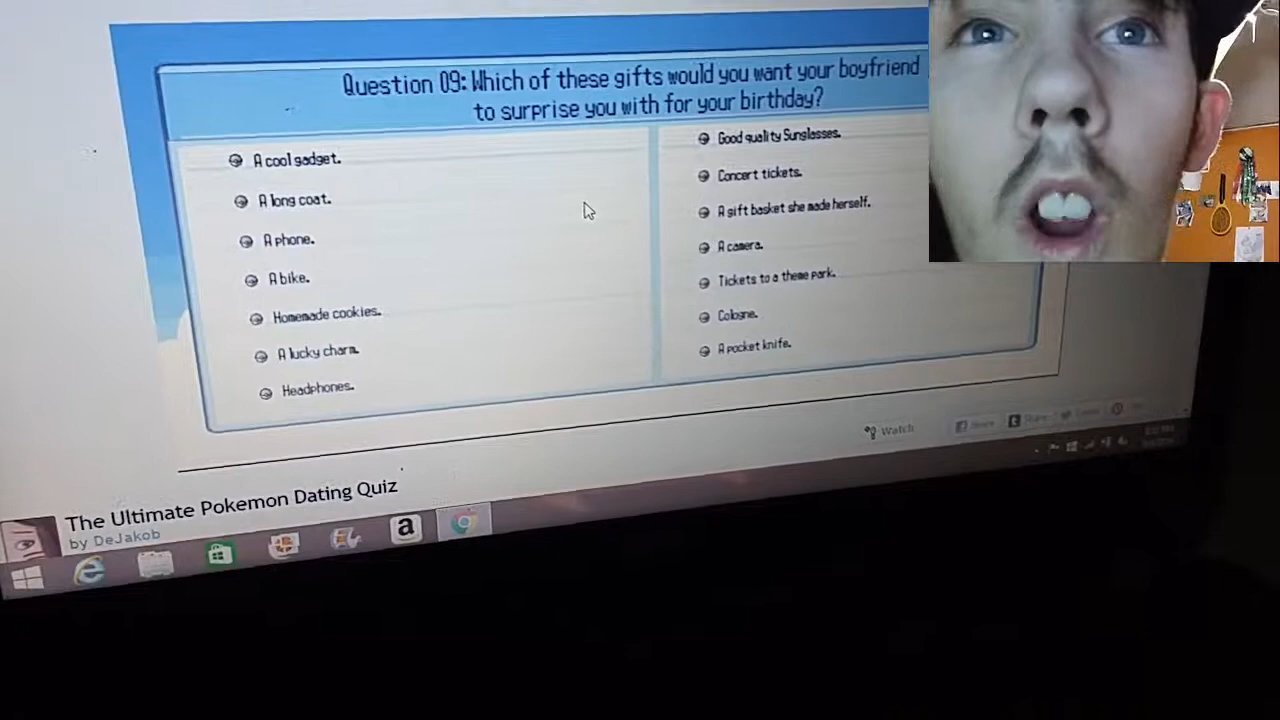 Question 09: Which of these gifts would you want your boyfriend
to surprise you with for your birthday?
A cool gadget.
A long coat.
A phone.
A bike.
Homemade cookies.
A lucky charm.
Headphones.
Good quality Sunglasses.
Concert tickets.
A gift basket she made herself.
A camera.
Tickets to a theme park.
Cologne.
A pocket knife.
Watch
Share
Share
The Ultimate Pokemon Dating Quiz
by DeJakob